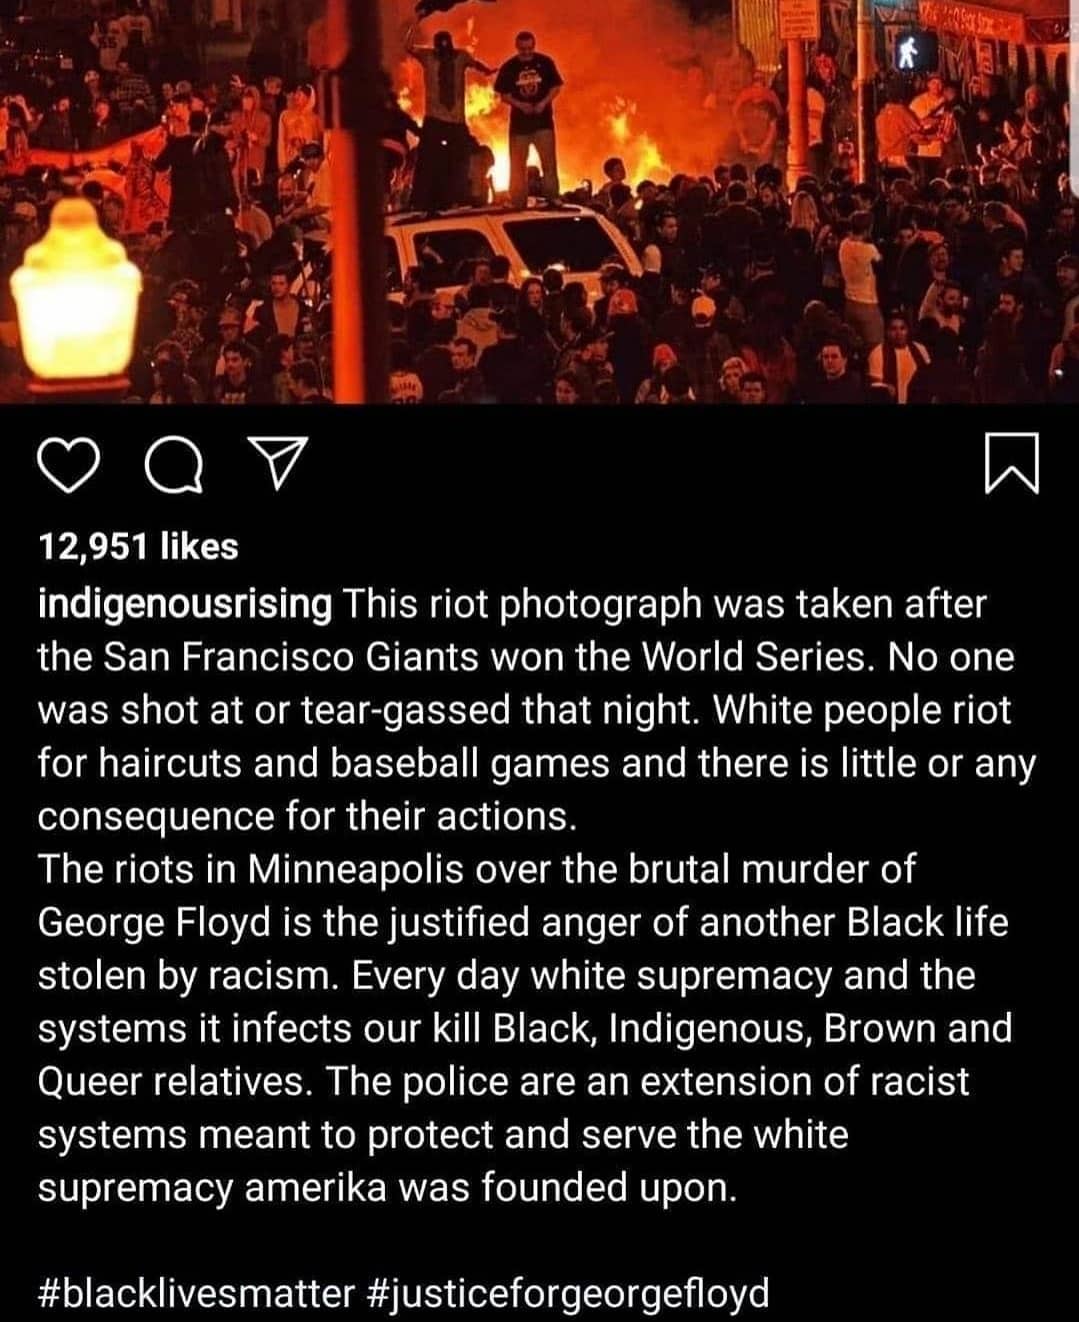 12,951 likes
indigenousrising This riot photograph was taken after
the San Francisco Giants won the World Series. No one
was shot at or tear-gassed that night. White people riot
for haircuts and baseball games and there is little or any
consequence for their actions.
The riots in Minneapolis over the brutal murder of
George Floyd is the justified anger of another Black life
stolen by racism. Every day white supremacy and the
systems it infects our kill Black, Indigenous, Brown and
Queer relatives. The police are an extension of racist
systems meant to protect and serve the white
supremacy amerika was founded upon.
#blacklivesmatter #justiceforgeorgefloyd